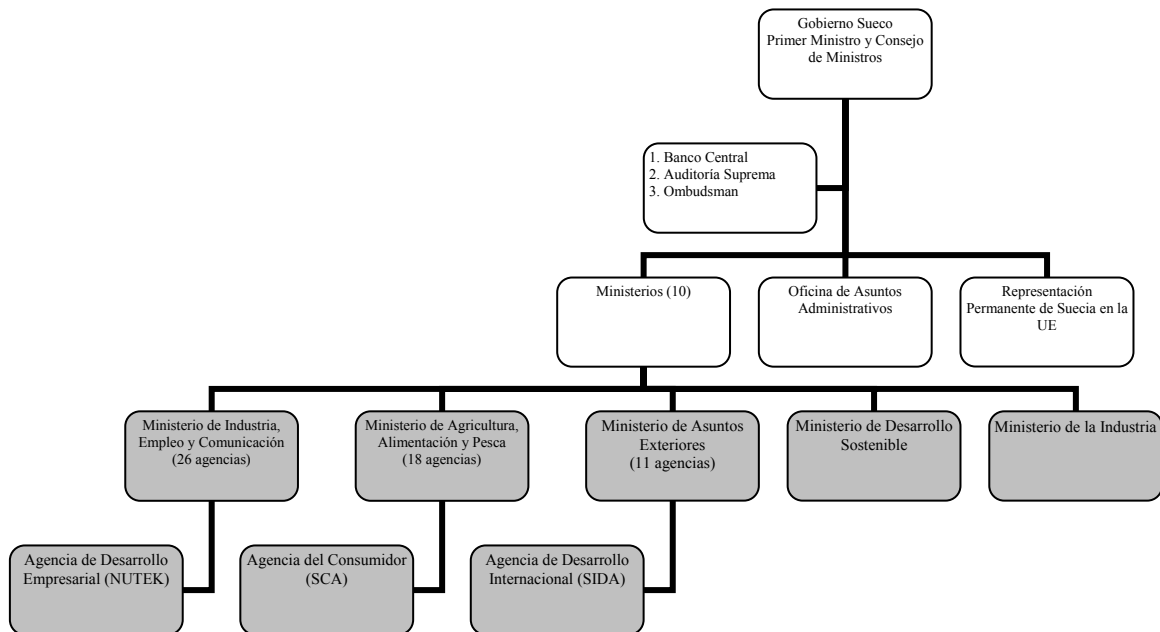 Gobierno Sueco
Primer Ministro y Consejo
de Ministros
1. Banco Central
2. Auditoría Suprema
3. Ombudsman
Ministerios (10)
Oficina de Asuntos
Administrativos
Representación
Permanente de Suecia en la
UE
Ministerio de Industria,
Empleo y Comunicación
(26 agencias)
Ministerio de Agricultura,
Alimentación y Pesca
(18 agencias)
Ministerio de Asuntos
Exteriores
(11 agencias)
Ministerio de Desarrollo
Sostenible
Ministerio de la Industria
Agencia de Desarrollo
Empresarial (NUTEK)
Agencia del Consumidor
(SCA)
Agencia de Desarrollo
Internacional (SIDA)